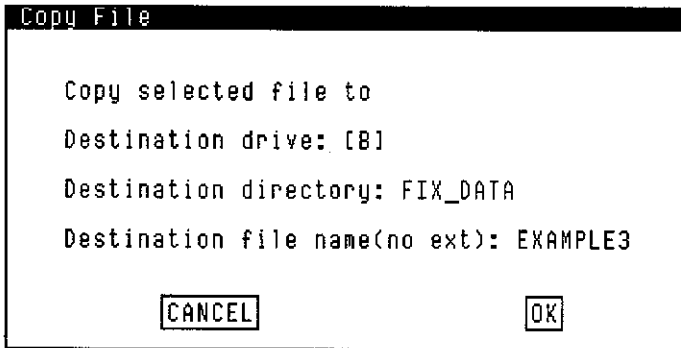 Copy File
Copy selected file to
Destination drive: [B]
Destination directory: FIX_DATA
Destination file name(no ext): EXAMPLE3
CANCEL OK